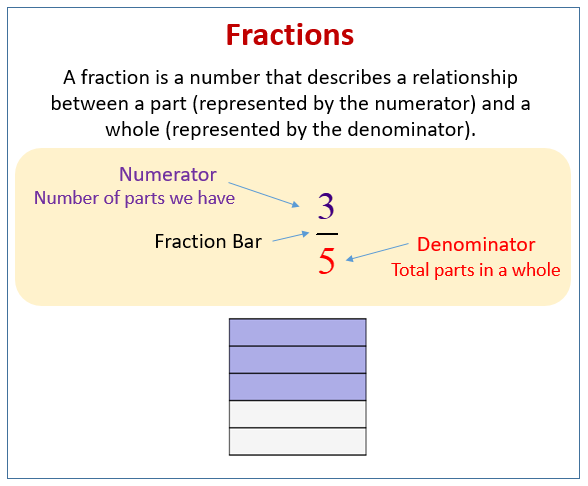 Fractions
A fraction is a number that describes a relationship
between a part (represented by the numerator) and a
whole (represented by the denominator).
Numerator
Number of parts we have
3
Fraction Bar
5
Denominator
Total parts in a whole